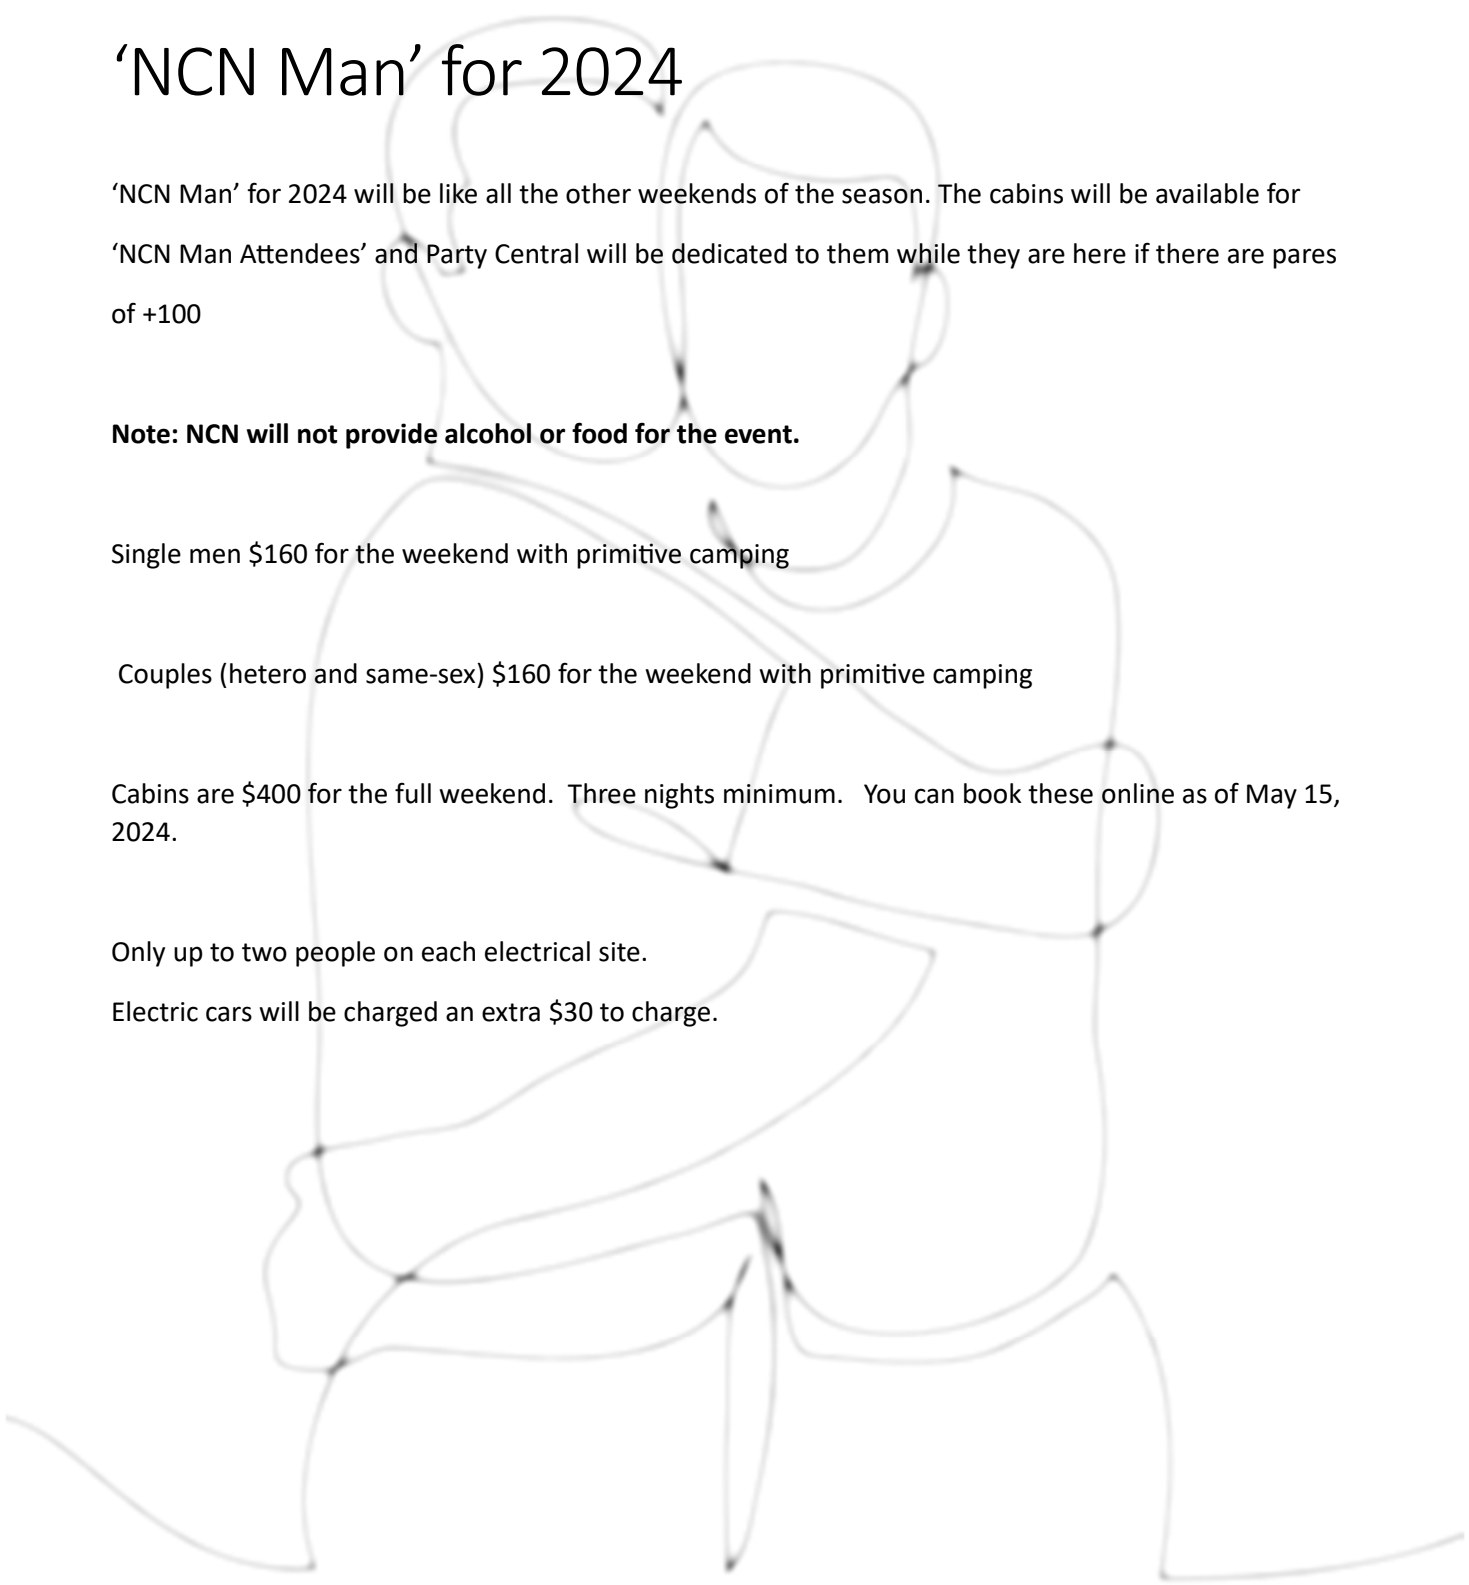 ‘NCN Man’ for 2024
‘NCN Man’ for 2024 will be like all the other weekends of the season. The cabins will be available for
‘NCN Man Attendees’ and Party Central will be dedicated to them while they are here if there are pares
of +100
Note: NCN will not provide alcohol or food for the event.
Single men $160 for the weekend with primitive camping
Couples (hetero and same-sex) $160 for the weekend with primitive camping
Cabins are $400 for the full weekend.  Three nights minimum.   You can book these online as of May 15,
2024.
Only up to two people on each electrical site.
Electric cars will be charged an extra $30 to charge.